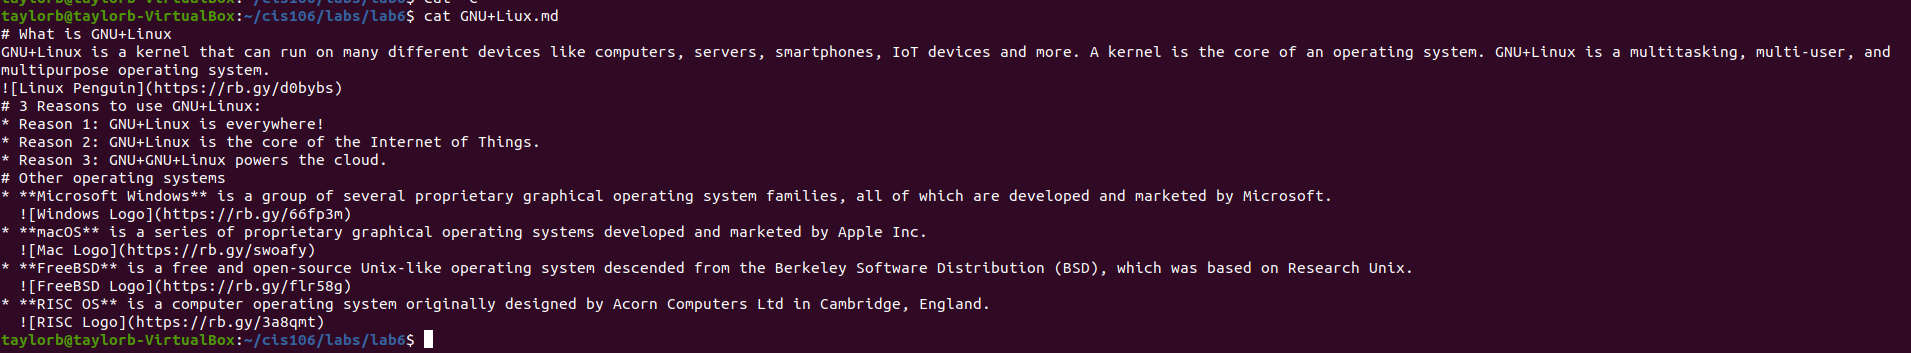 taylorb@taylorb-VirtualBox:~/cis106/labs/lab6$ cat GNU+Liux.md
# What is GNU+Linux
GNU+Linux is a kernel that can run on many different devices like computers, servers, smartphones, IoT devices and more. A kernel is the core of an operating system. GNU+Linux is a multitasking, multi-user, and
multipurpose operating system.
![Linux Penguin](https://rb.gy/d0bybs)
# 3 Reasons to use GNU+Linux:
* Reason 1: GNU+Linux is everywhere!
* Reason 2: GNU+Linux is the core of the Internet of Things.
* Reason 3: GNU+GNU+Linux powers the cloud.
# Other operating systems
* **Microsoft Windows** is a group of several proprietary graphical operating system families, all of which are developed and marketed by Microsoft.
  ![Windows Logo](https://rb.gy/66fp3m)
* **macOS** is a series of proprietary graphical operating systems developed and marketed by Apple Inc.
  ![Mac Logo](https://rb.gy/swoafy)
* **FreeBSD** is a free and open-source Unix-like operating system descended from the Berkeley Software Distribution (BSD), which was based on Research Unix.
  ![FreeBSD Logo](https://rb.gy/flr58g)
* **RISC OS** is a computer operating system originally designed by Acorn Computers Ltd in Cambridge, England.
  ![RISC Logo](https://rb.gy/3a8qmt)
taylorb@taylorb-VirtualBox:~/cis106/labs/lab6$